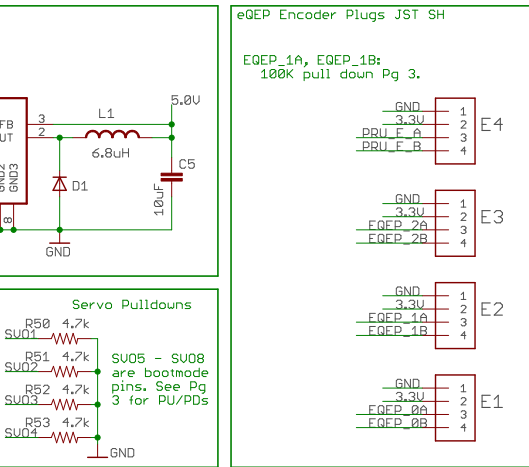 eQEP Encoder Plugs JST SH
EQEP_1A, EQEP_1B:
100K pull down Pg 3.
GND
3.3V
PRU_E_A
PRU_E_B
1
2
3
4
E4
GND
3.3V
EQEP_2A
EQEP_2B
1
2
3
4
E3
GND
3.3V
EQEP_1A
EQEP_1B
1
2
3
4
E2
GND
3.3V
EQEP_0A
EQEP_0B
1
2
3
4
E1
FB
3
UT
2
GND2
GND3
8
L1
6.8uH
5.0V
D1
C5
10uF
GND
Servo Pulldowns
R50 4.7k
SVO1
R51 4.7k
SVO2
R52 4.7k
SVO3
R53 4.7k
SVO4
GND
SVO5 - SVO8
are bootmode
pins. See Pg
3 for PU/PDs